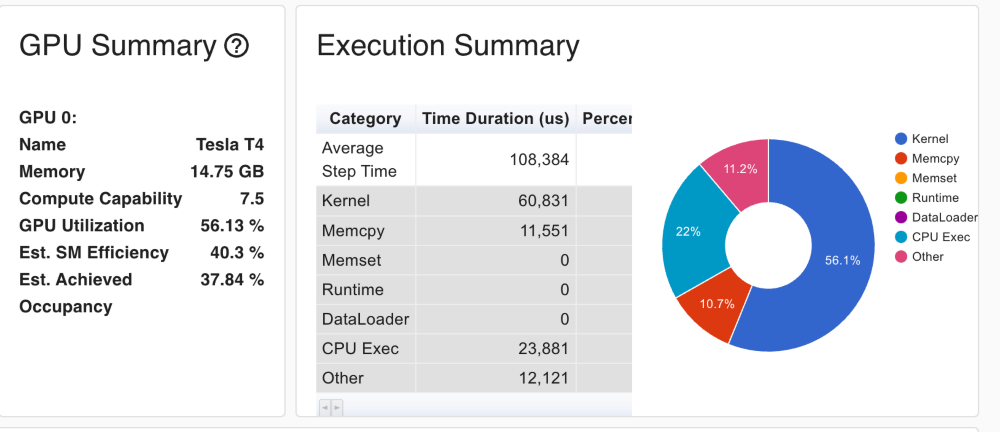 GPU Summary
GPU 0:
Name Tesla T4
Memory 14.75 GB
Compute Capability 7.5
GPU Utilization 56.13 %
Est. SM Efficiency 40.3 %
Est. Achieved 37.84 %
Occupancy
Execution Summary
Category Time Duration (us) Percer
Average
Step Time 108,384
Kernel 60,831
Memcpy 11,551
Memset 0
Runtime 0
DataLoader 0
CPU Exec 23,881
Other 12,121
11.2%
22%
56.1%
10.7%
Kernel
Memcpy
Memset
Runtime
DataLoader
CPU Exec
Other